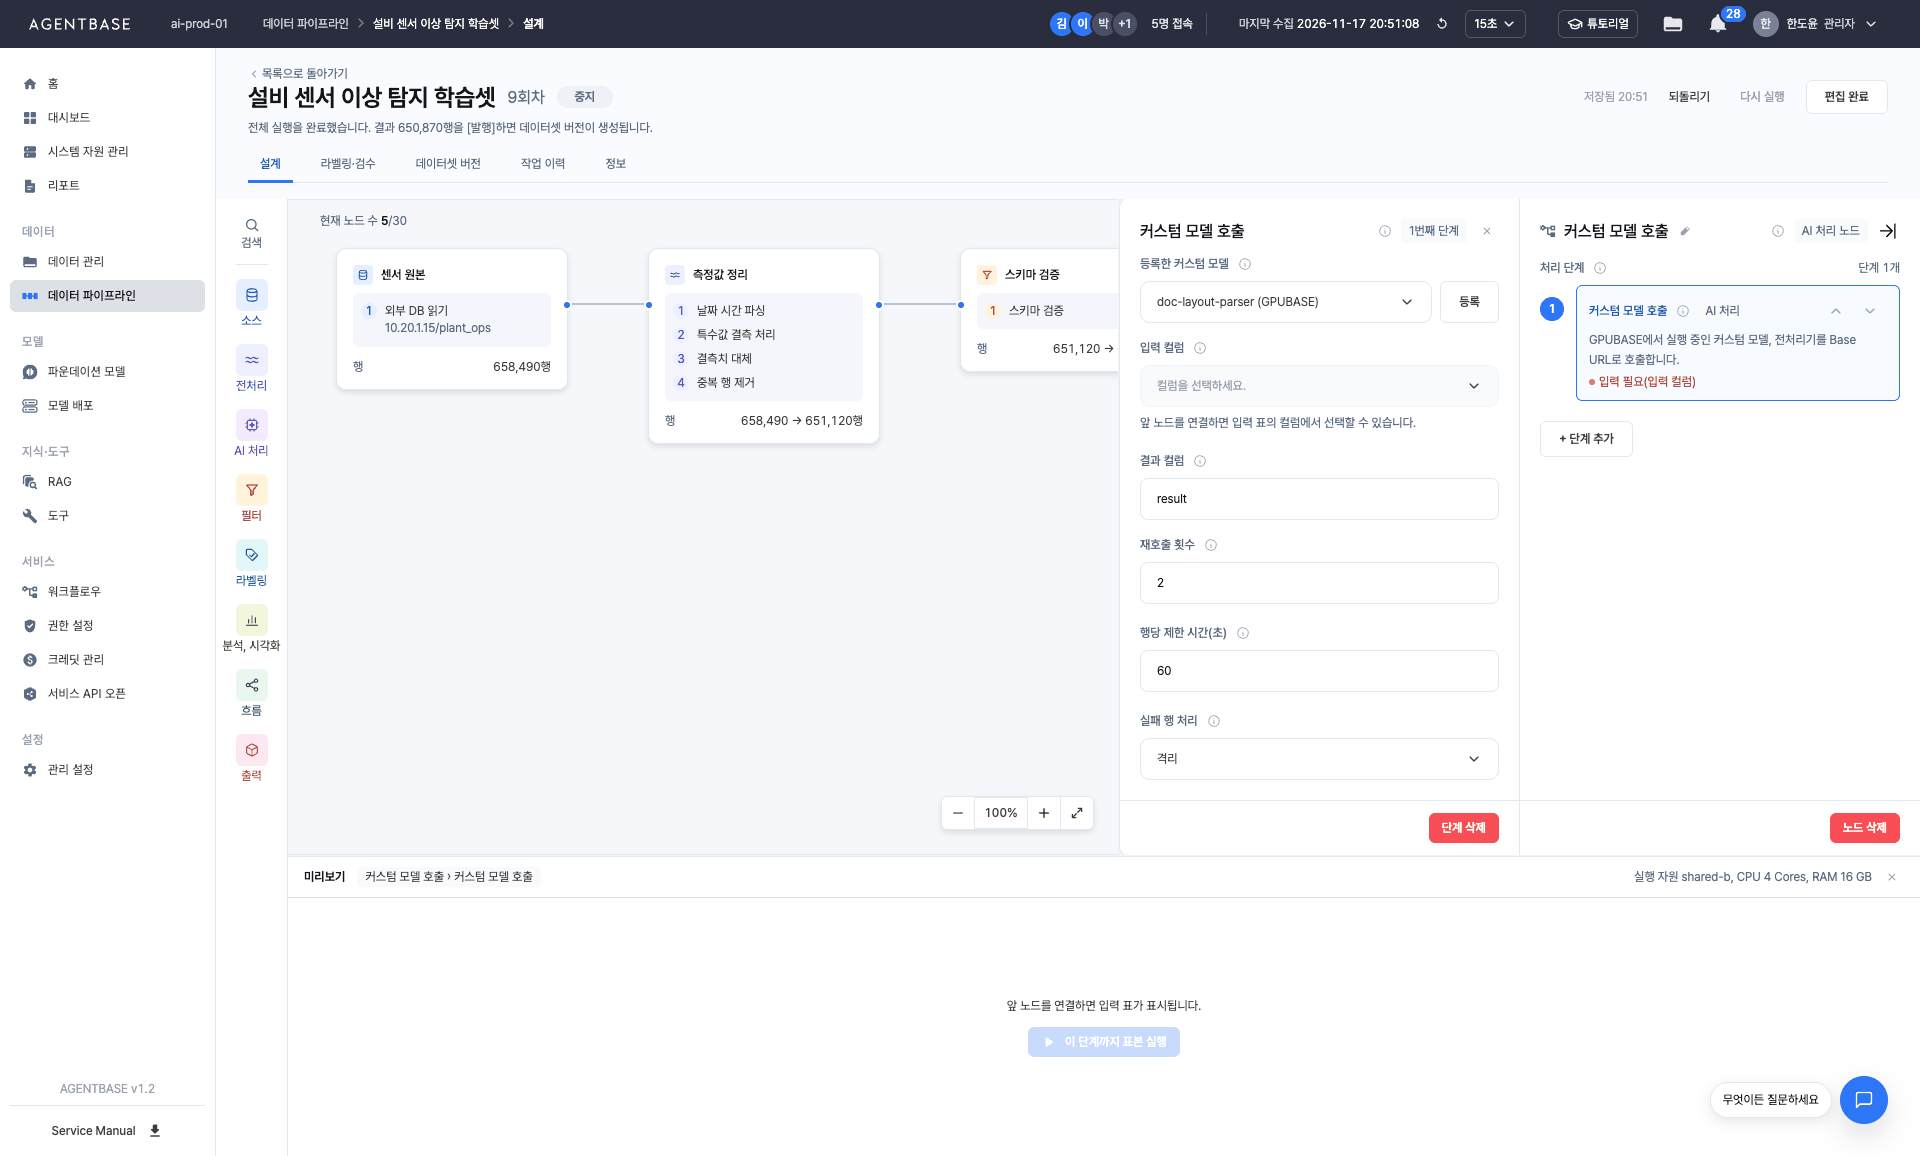 AGENTBASE
ai-prod-01
데이터 파이프라인 > 설비 센서 이상 탐지 학습셋 > 설계
김 이 박 +1 5명 접속
마지막 수집 2026-11-17 20:51:08
15초
튜토리얼
28
한 한도윤 관리자
홈
대시보드
시스템 자원 관리
리포트
데이터
데이터 관리
데이터 파이프라인
모델
파운데이션 모델
모델 배포
지식·도구
RAG
도구
서비스
워크플로우
권한 설정
크레딧 관리
서비스 API 오픈
설정
관리 설정
AGENTBASE v1.2
Service Manual
목록으로 돌아가기
설비 센서 이상 탐지 학습셋 9회차 중지
전체 실행을 완료했습니다. 결과 650,870행을 [발행]하면 데이터셋 버전이 생성됩니다.
저장됨 20:51 되돌리기 다시 실행 편집 완료
설계 라벨링·검수 데이터셋 버전 작업 이력 정보
검색
소스
전처리
AI 처리
필터
라벨링
분석, 시각화
흐름
출력
현재 노드 수 5/30
센서 원본
1 외부 DB 읽기
10.20.1.15/plant_ops
행 658,490행
측정값 정리
1 날짜 시간 파싱
2 특수값 결측 처리
3 결측치 대체
4 중복 행 제거
행 658,490 → 651,120행
스키마 검증
1 스키마 검증
행 651,120 →
100%
커스텀 모델 호출 1번째 단계
등록한 커스텀 모델
doc-layout-parser (GPUBASE) 등록
입력 컬럼
컬럼을 선택하세요.
앞 노드를 연결하면 입력 표의 컬럼에서 선택할 수 있습니다.
결과 컬럼
result
재호출 횟수
2
행당 제한 시간(초)
60
실패 행 처리
격리
단계 삭제
커스텀 모델 호출 AI 처리 노드
처리 단계 단계 1개
1 커스텀 모델 호출 AI 처리
GPUBASE에서 실행 중인 커스텀 모델, 전처리기를 Base
URL로 호출합니다.
입력 필요(입력 컬럼)
+ 단계 추가
노드 삭제
미리보기 커스텀 모델 호출 › 커스텀 모델 호출
실행 자원 shared-b, CPU 4 Cores, RAM 16 GB
앞 노드를 연결하면 입력 표가 표시됩니다.
이 단계까지 표본 실행
무엇이든 질문하세요